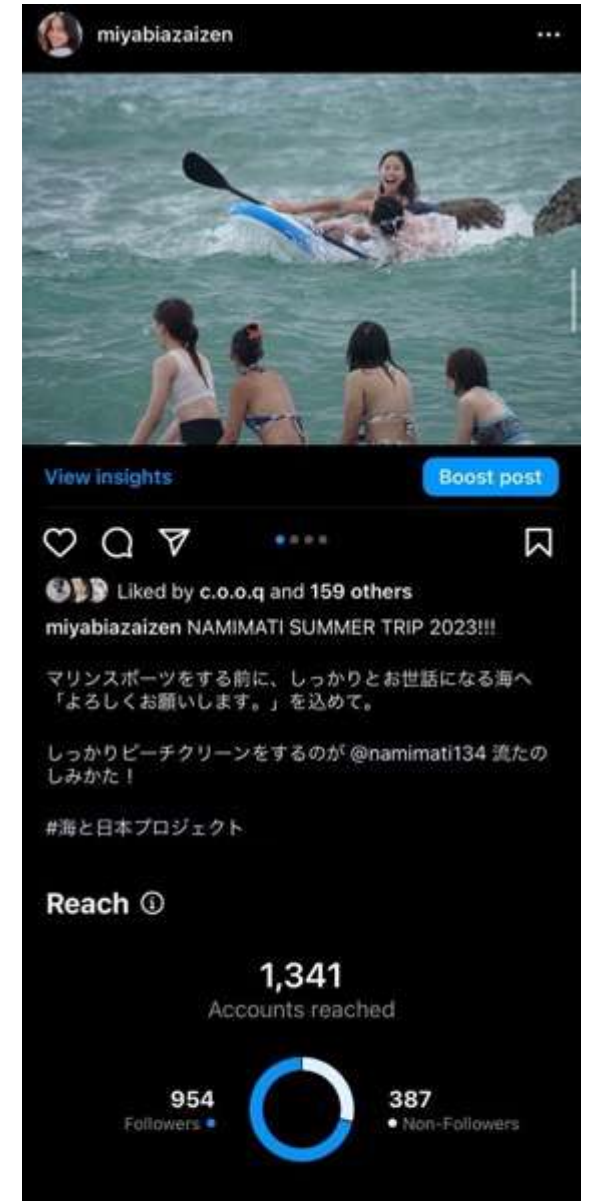 miyabiazaizen
View insights
Boost post
Liked by c.o.o.q and 159 others
miyabiazaizen NAMIMATI SUMMER TRIP 2023!!!
マリンスポーツをする前に、しっかりとお世話になる海へ
「よろしくお願いします。」を込めて。
しっかりビーチクリーンをするのが @namimati134 流たの
しみかた！
#海と日本プロジェクト
Reach
1,341
Accounts reached
954
Followers
387
Non-Followers